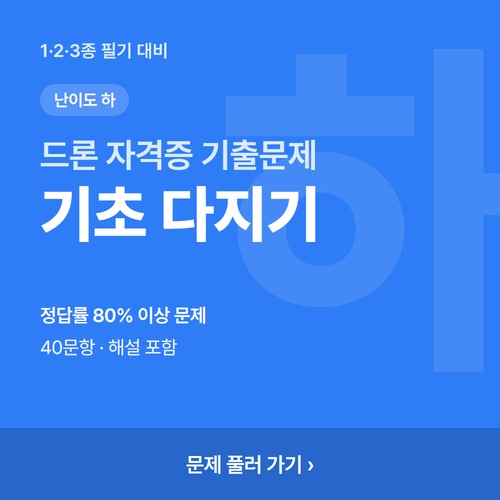 1·2·3종 필기 대비
난이도 하
드론 자격증 기출문제
기초 다지기
정답률 80% 이상 문제
40문항 · 해설 포함
하
문제 풀러 가기 ›